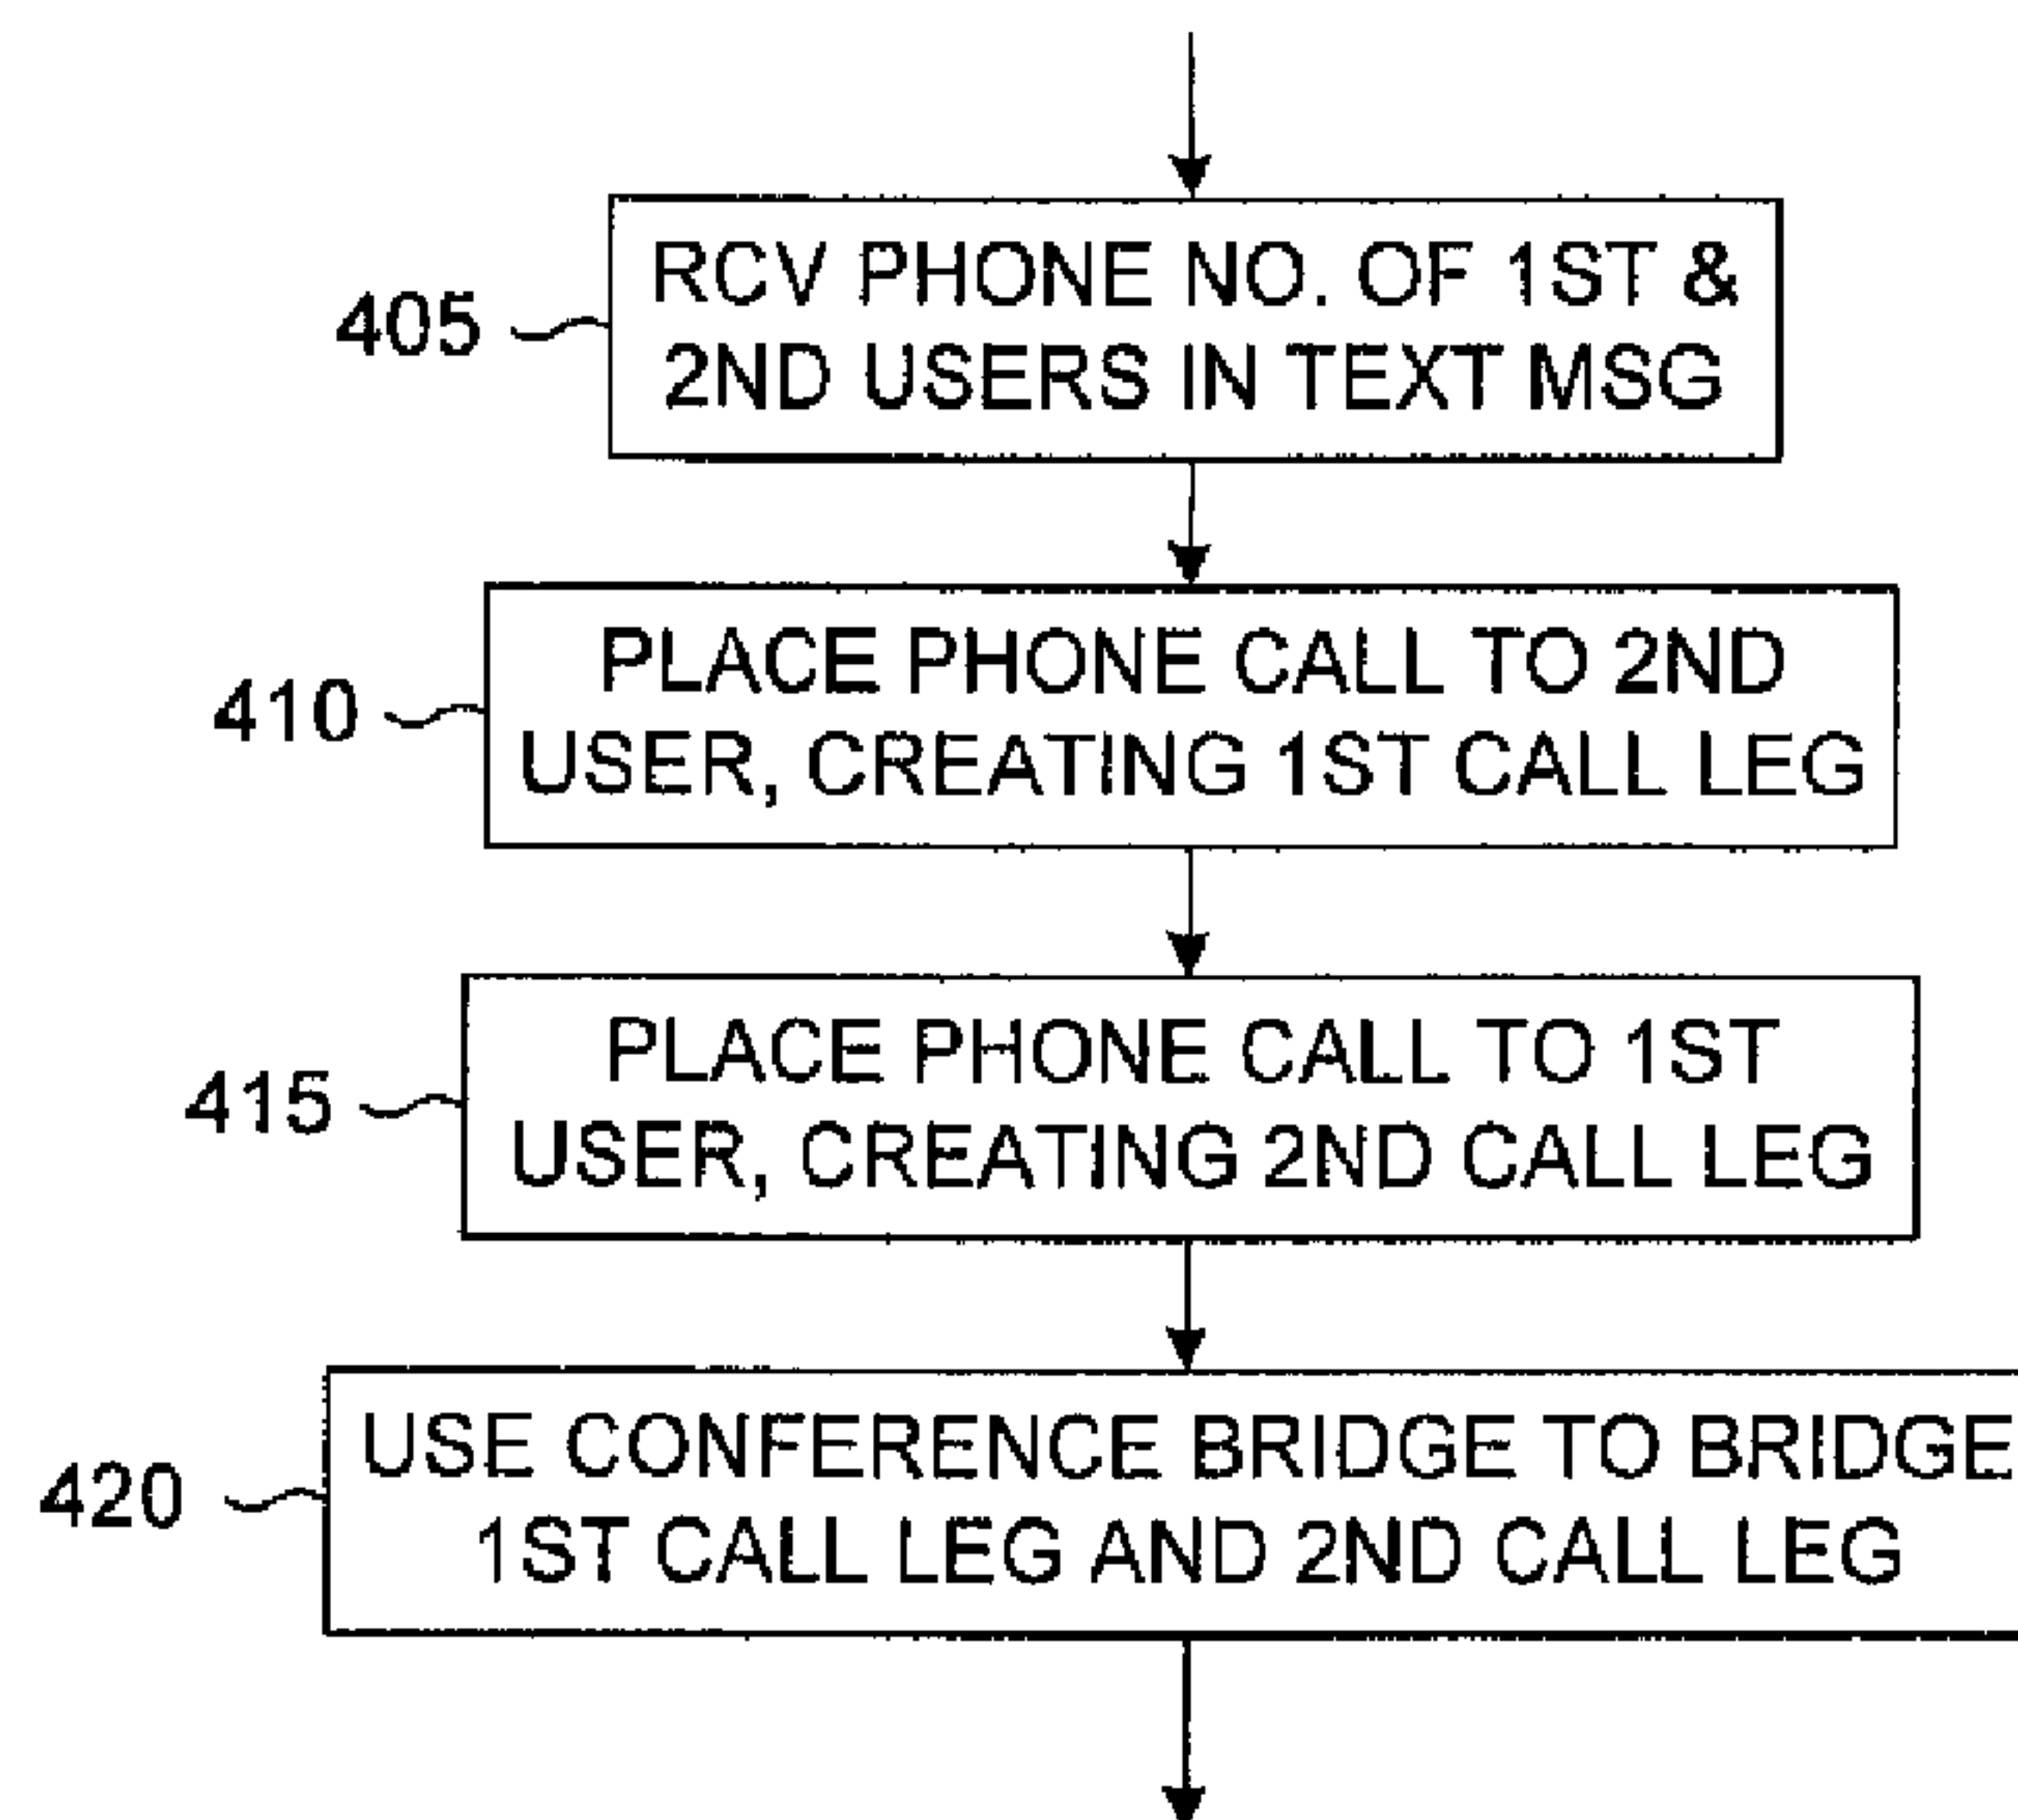 405
RCV PHONE NO. OF 1ST &
2ND USERS IN TEXT MSG
410
PLACE PHONE CALL TO 2ND
USER, CREATING 1ST CALL LEG
415
PLACE PHONE CALL TO 1ST
USER, CREATING 2ND CALL LEG
420
USE CONFERENCE BRIDGE TO BRIDGE
1ST CALL LEG AND 2ND CALL LEG